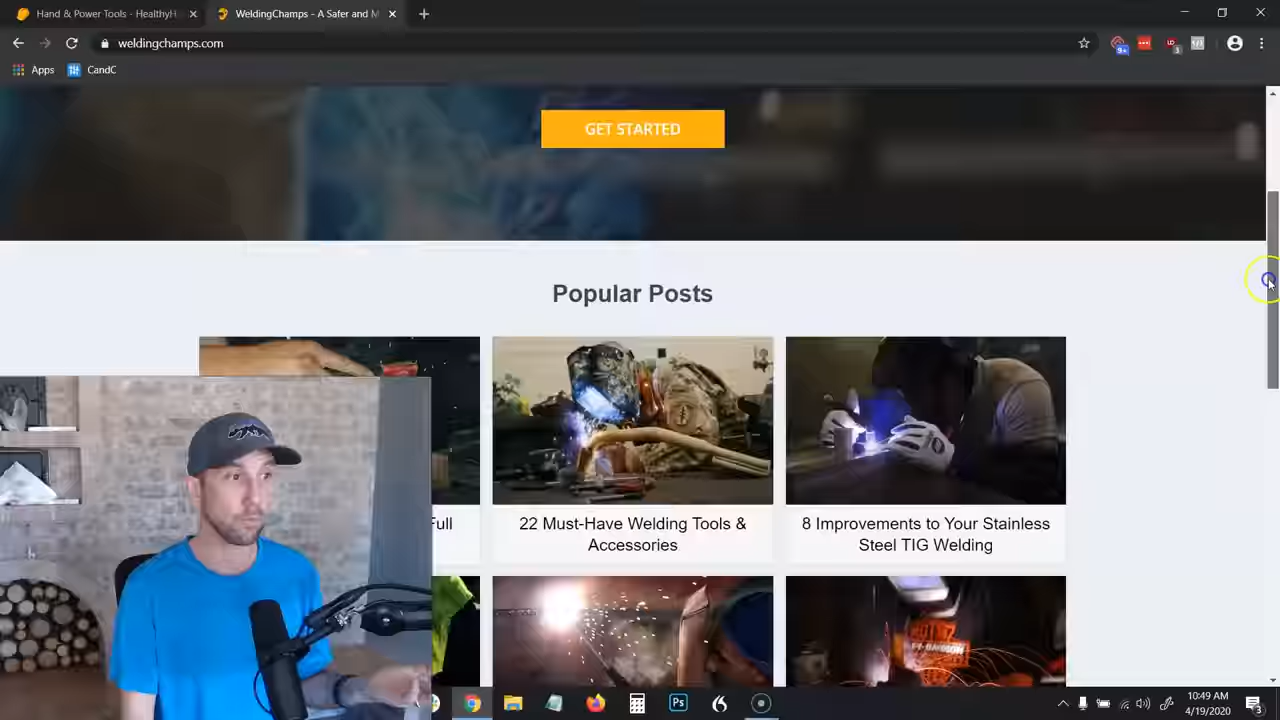 Hand & Power Tools - HealthyH
WeldingChamps - A Safer and M
weldingchamps.com
Apps
CandC
GET STARTED
Popular Posts
Full
22 Must-Have Welding Tools &
Accessories
8 Improvements to Your Stainless
Steel TIG Welding
Ps
10:49 AM
4/19/2020